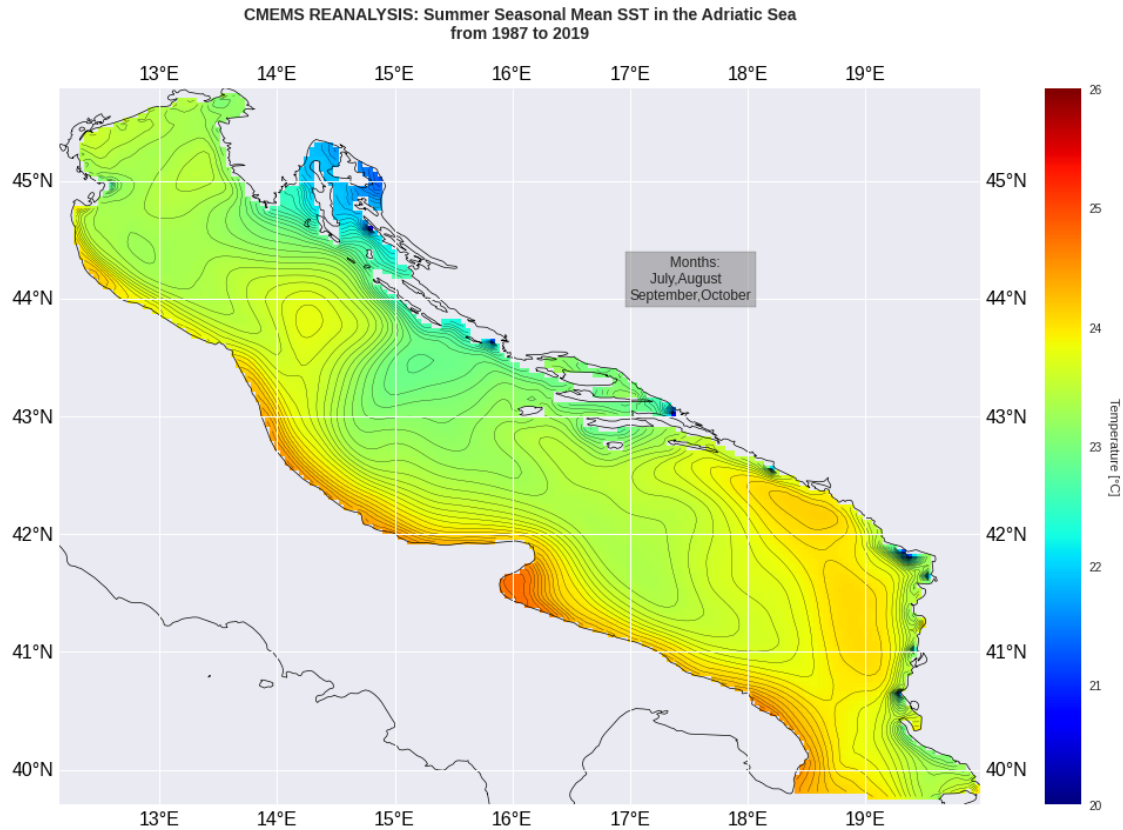 CMEMS REANALYSIS: Summer Seasonal Mean SST in the Adriatic Sea
from 1987 to 2019
13°E 14°E 15°E 16°E 17°E 18°E 19°E
26
45°N 45°N
25
Months:
July,August
September,October
44°N 44°N
24
43°N 43°N
Temperature [°C]
23
42°N 42°N
22
41°N 41°N
21
40°N 40°N
20
13°E 14°E 15°E 16°E 17°E 18°E 19°E